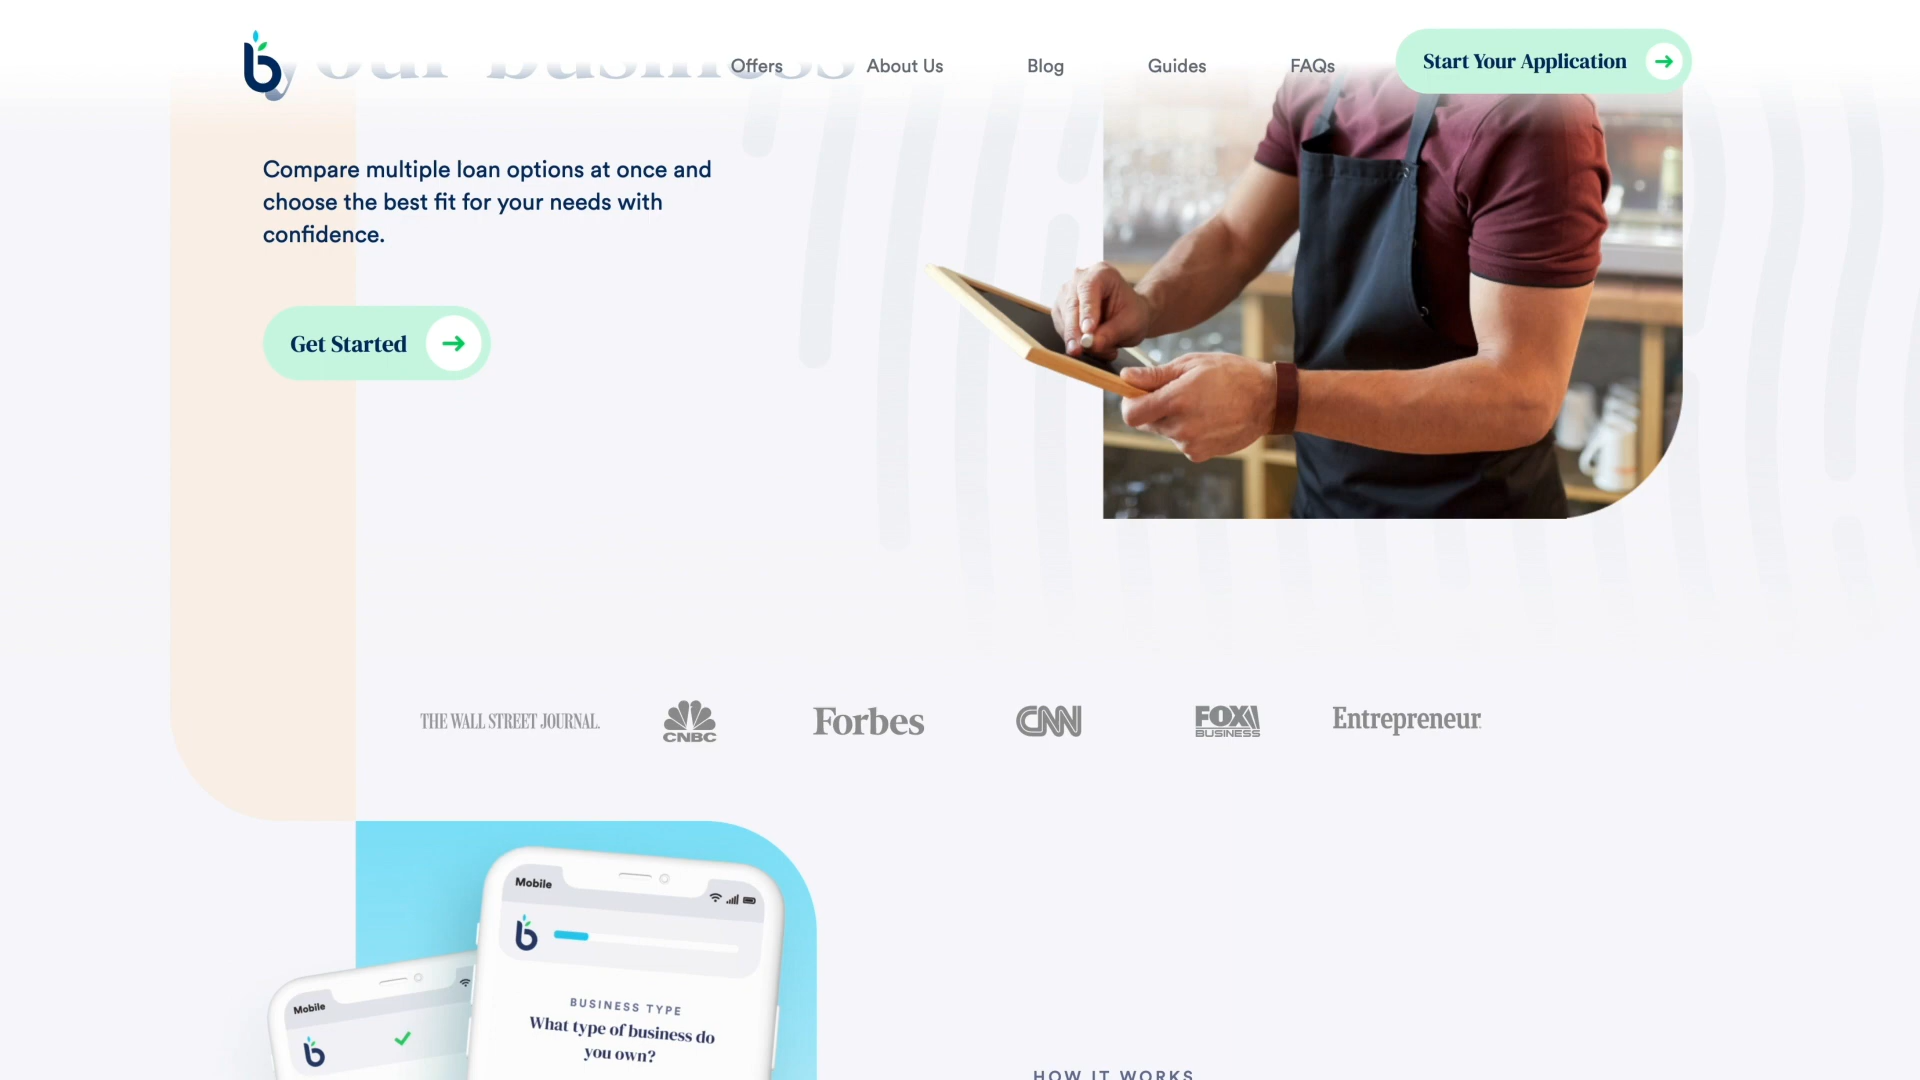 your business
Offers
About Us
Blog
Guides
FAQs
Start Your Application
Compare multiple loan options at once and
choose the best fit for your needs with
confidence.
Get Started
THE WALL STREET JOURNAL.
CNBC
Forbes
CNN
FOX
BUSINESS
Entrepreneur
Mobile
BUSINESS TYPE
What type of business do
you own?
Mobile
HOW IT WORKS